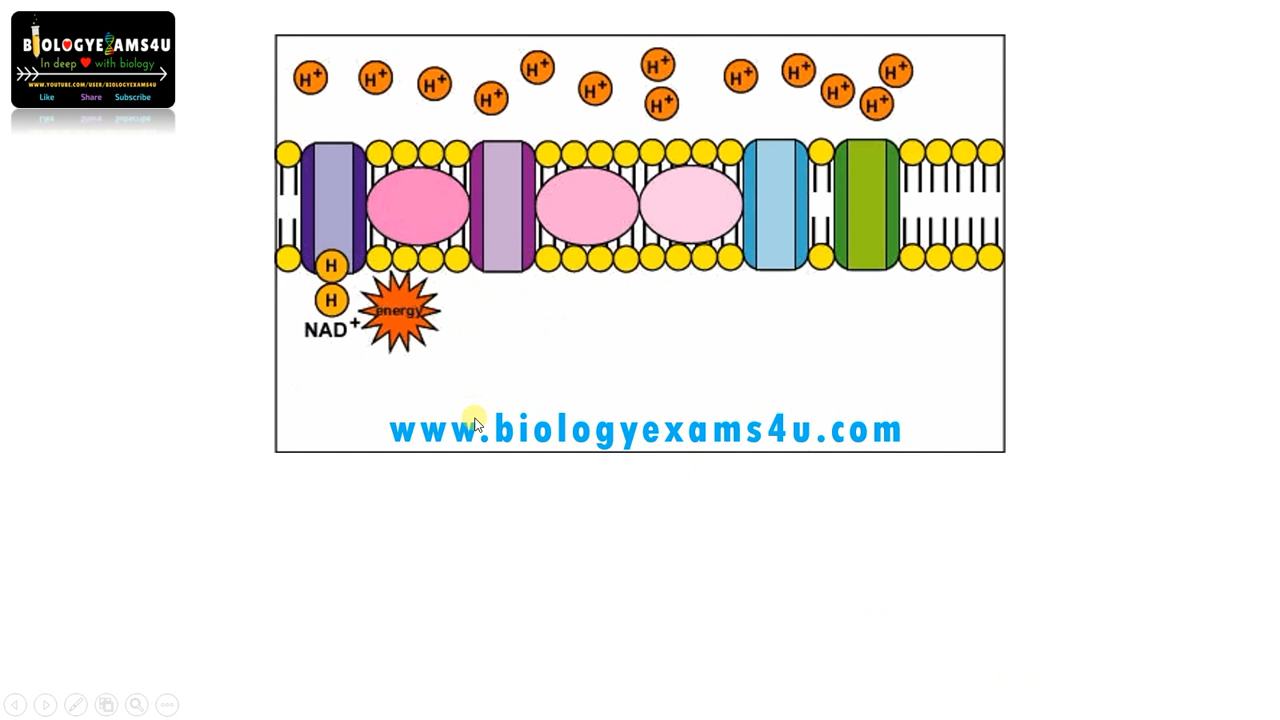 BIOLOGYEXAMS4U
In deep with biology
WWW.YOUTUBE.COM/USER/BIOLOGYEXAMS4U
Like Share Subscribe
H+ H+ H+ H+ H+ H+ H+ H+ H+ H+ H+ H+ H+
H
H
energy
NAD+
www.biologyexams4u.com